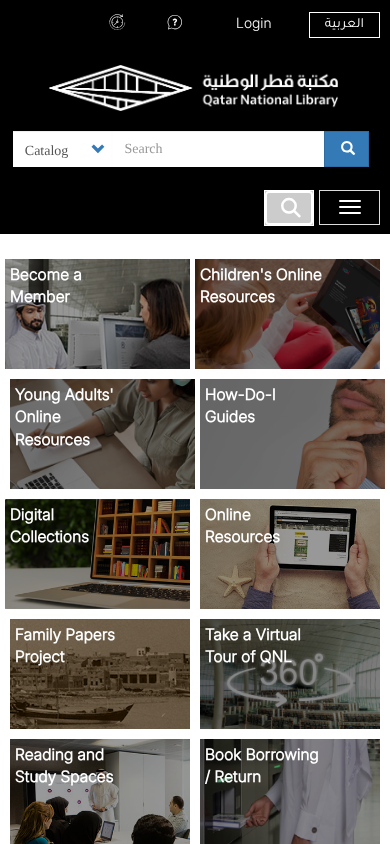 Login
العربية
مكتبة قطر الوطنية
Qatar National Library
Catalog
Search
Become a
Member
Children's Online
Resources
Young Adults'
Online
Resources
How-Do-I
Guides
Digital
Collections
Online
Resources
Family Papers
Project
Take a Virtual
Tour of QNL
360°
Reading and
Study Spaces
Book Borrowing
/ Return